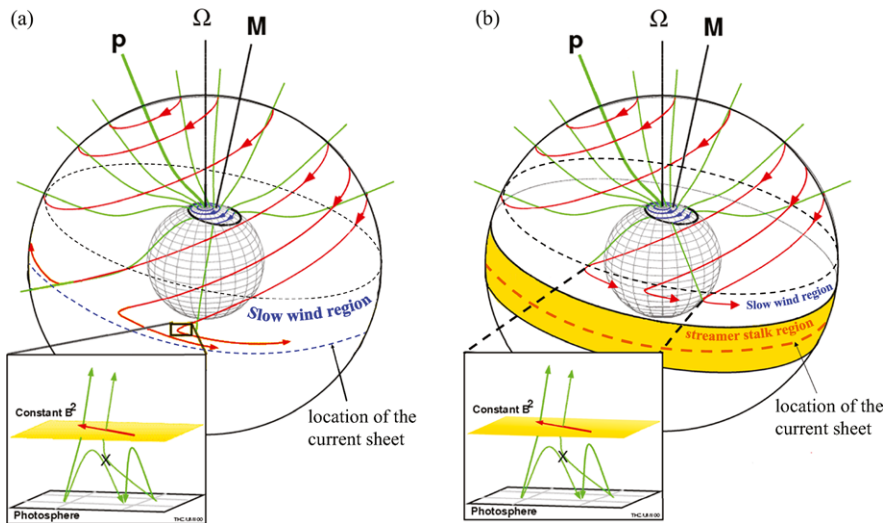 (a)
Ω
p
M
Slow wind region
location of the
current sheet
Constant B²
X
Photosphere
(b)
Ω
p
M
Slow wind region
streamer stalk region
location of the
current sheet
Constant B²
X
Photosphere